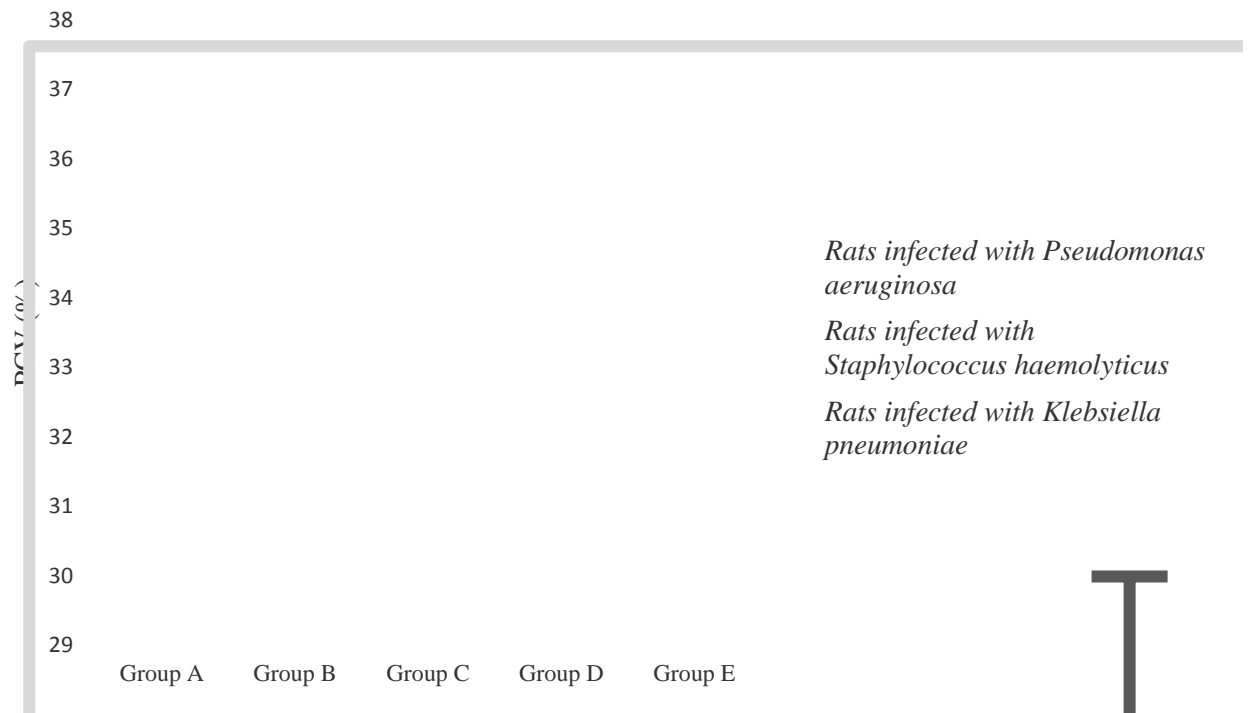 38
37
36
35
34
33
32
31
30
29
Group A Group B Group C Group D Group E
Rats infected with Pseudomonas
aeruginosa
Rats infected with
Staphylococcus haemolyticus
Rats infected with Klebsiella
pneumoniae